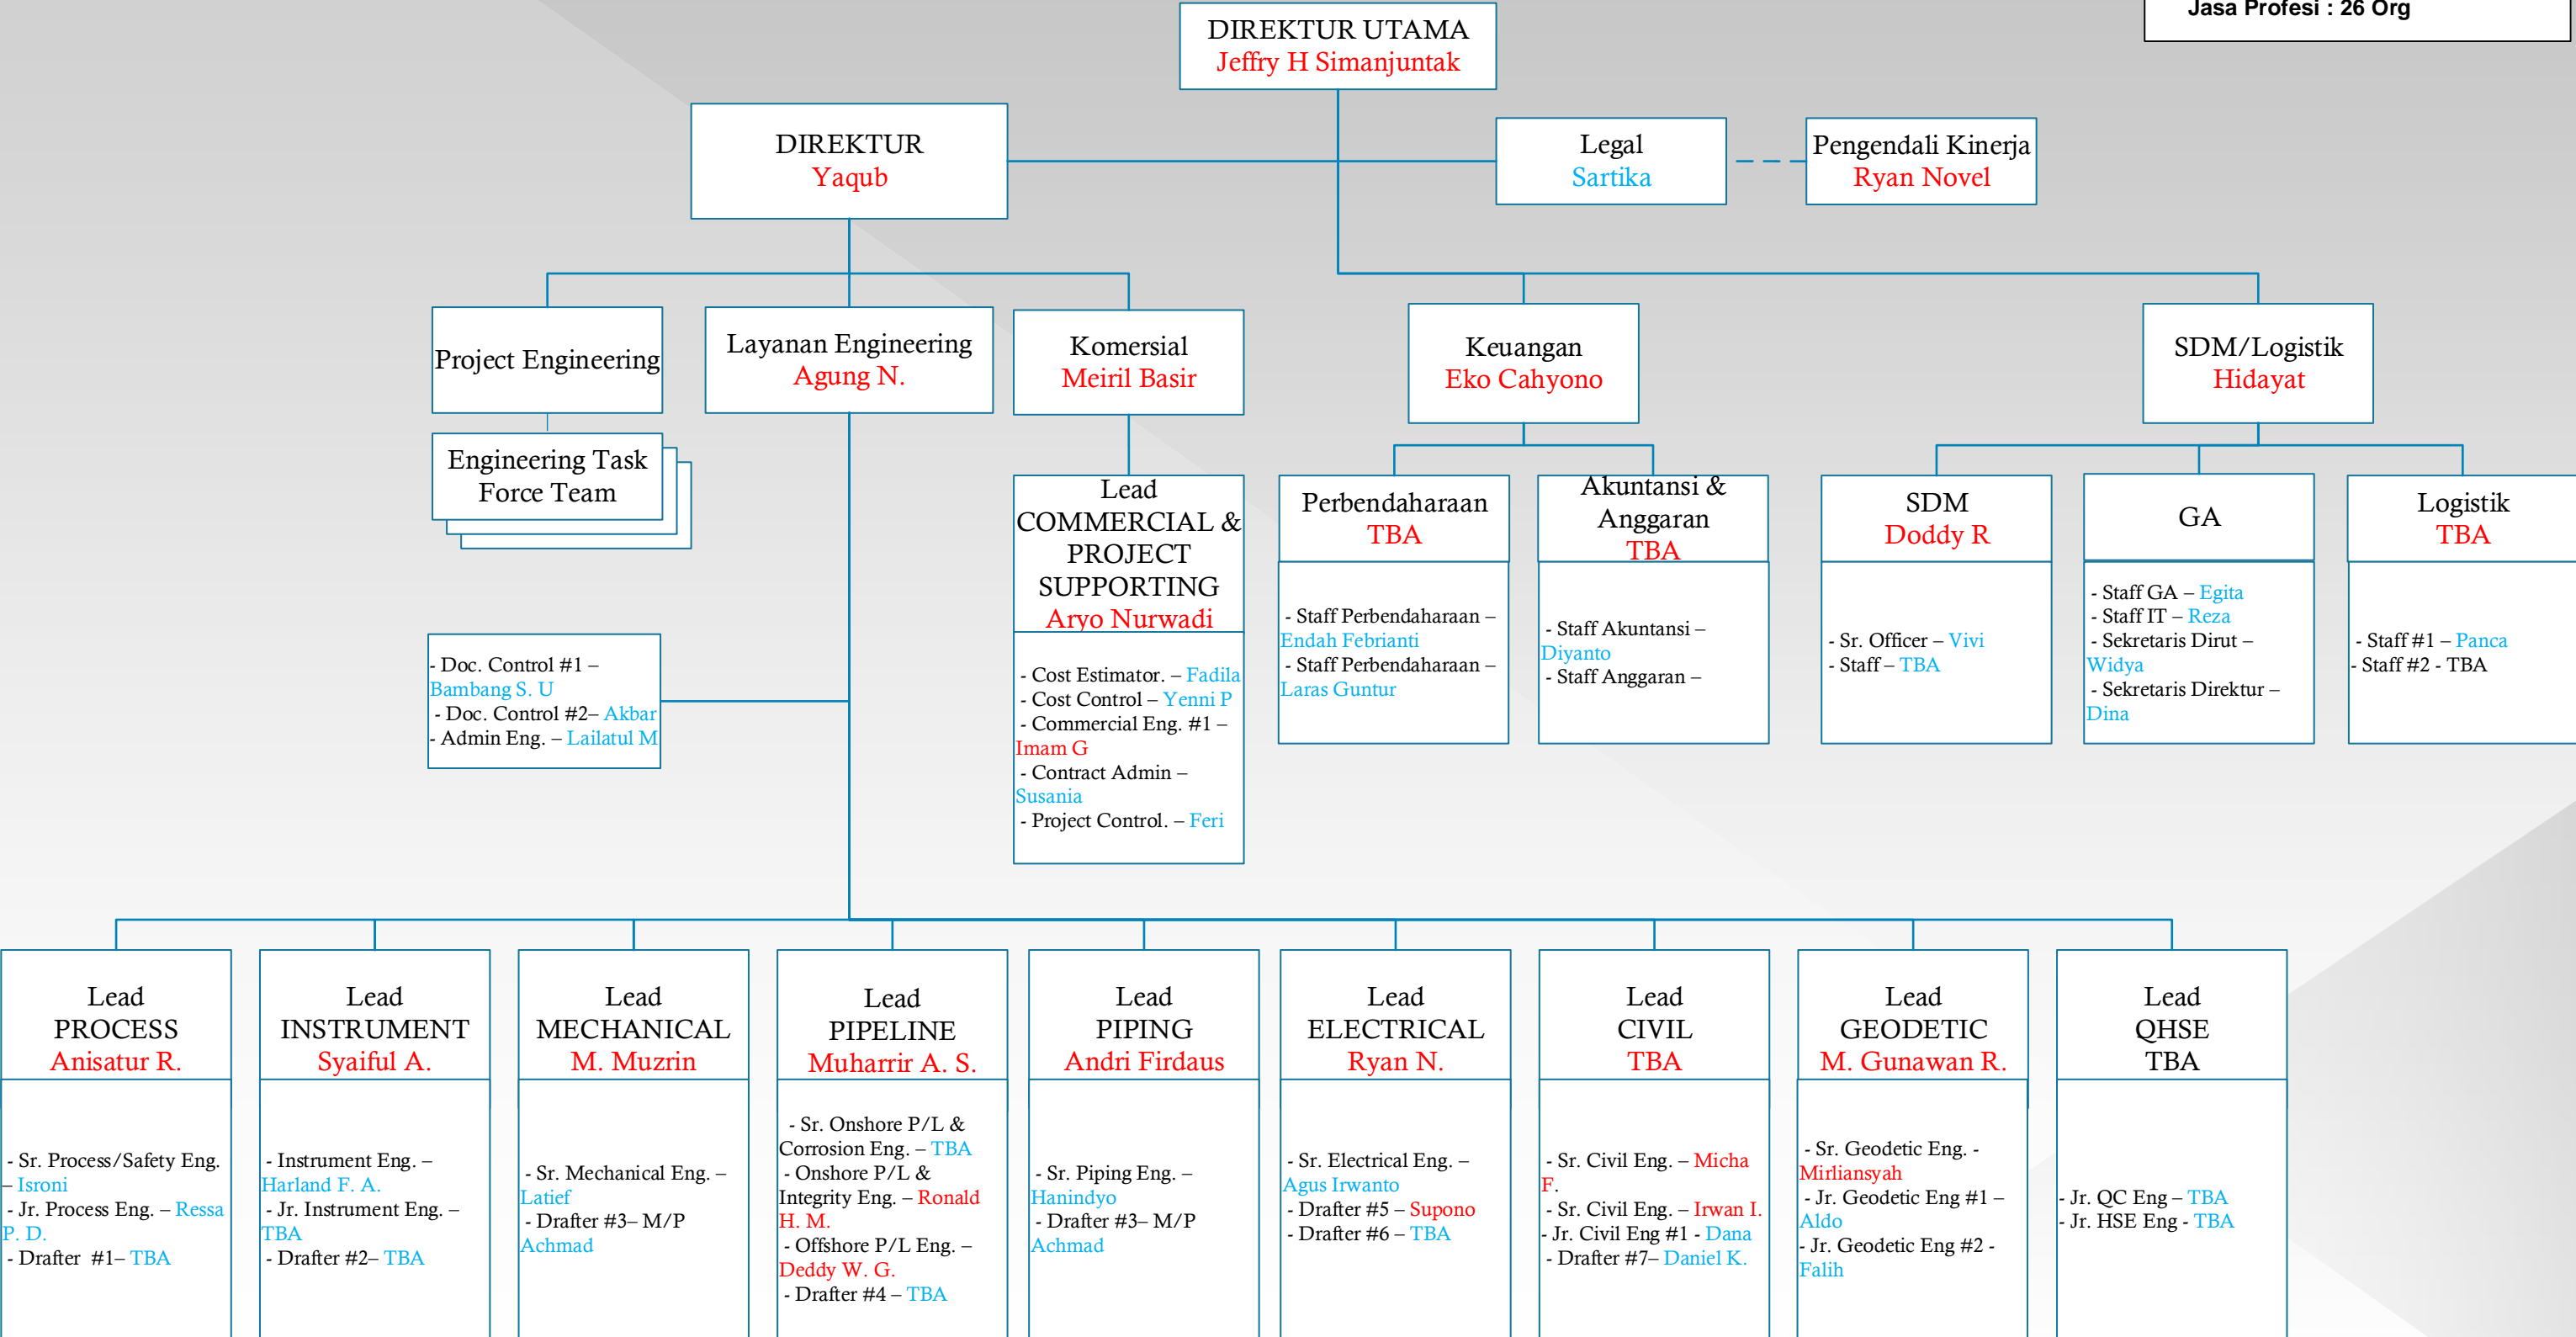 Jasa Profesi : 26 Org
DIREKTUR UTAMA
Jeffry H Simanjuntak
DIREKTUR
Yaqub
Legal
Sartika
Pengendali Kinerja
Ryan Novel
Project Engineering
Layanan Engineering
Agung N.
Komersial
Meiril Basir
Keuangan
Eko Cahyono
SDM/Logistik
Hidayat
Engineering Task
Force Team
Lead
COMMERCIAL &
PROJECT
SUPPORTING
Aryo Nurwadi
- Cost Estimator. – Fadila
- Cost Control – Yenni P
- Commercial Eng. #1 –
Imam G
- Contract Admin –
Susania
- Project Control. – Feri
Perbendaharaan
TBA
- Staff Perbendaharaan –
Endah Febrianti
- Staff Perbendaharaan –
Laras Guntur
Akuntansi &
Anggaran
TBA
- Staff Akuntansi –
Diyanto
- Staff Anggaran –
SDM
Doddy R
- Sr. Officer – Vivi
- Staff – TBA
GA
- Staff GA – Egita
- Staff IT – Reza
- Sekretaris Dirut –
Widya
- Sekretaris Direktur –
Dina
Logistik
TBA
- Staff #1 – Panca
- Staff #2 - TBA
- Doc. Control #1 –
Bambang S. U
- Doc. Control #2– Akbar
- Admin Eng. – Lailatul M
Lead
PROCESS
Anisatur R.
- Sr. Process/Safety Eng.
– Isroni
- Jr. Process Eng. – Ressa
P. D.
- Drafter #1– TBA
Lead
INSTRUMENT
Syaiful A.
- Instrument Eng. –
Harland F. A.
- Jr. Instrument Eng. –
TBA
- Drafter #2– TBA
Lead
MECHANICAL
M. Muzrin
- Sr. Mechanical Eng. –
Latief
- Drafter #3– M/P
Achmad
Lead
PIPELINE
Muharrir A. S.
- Sr. Onshore P/L &
Corrosion Eng. – TBA
- Onshore P/L &
Integrity Eng. – Ronald
H. M.
- Offshore P/L Eng. –
Deddy W. G.
- Drafter #4 – TBA
Lead
PIPING
Andri Firdaus
- Sr. Piping Eng. –
Hanindyo
- Drafter #3– M/P
Achmad
Lead
ELECTRICAL
Ryan N.
- Sr. Electrical Eng. –
Agus Irwanto
- Drafter #5 – Supono
- Drafter #6 – TBA
Lead
CIVIL
TBA
- Sr. Civil Eng. – Micha
F.
- Sr. Civil Eng. – Irwan I.
- Jr. Civil Eng #1 - Dana
- Drafter #7– Daniel K.
Lead
GEODETIC
M. Gunawan R.
- Sr. Geodetic Eng. -
Mirliansyah
- Jr. Geodetic Eng #1 –
Aldo
- Jr. Geodetic Eng #2 -
Falih
Lead
QHSE
TBA
- Jr. QC Eng – TBA
- Jr. HSE Eng - TBA